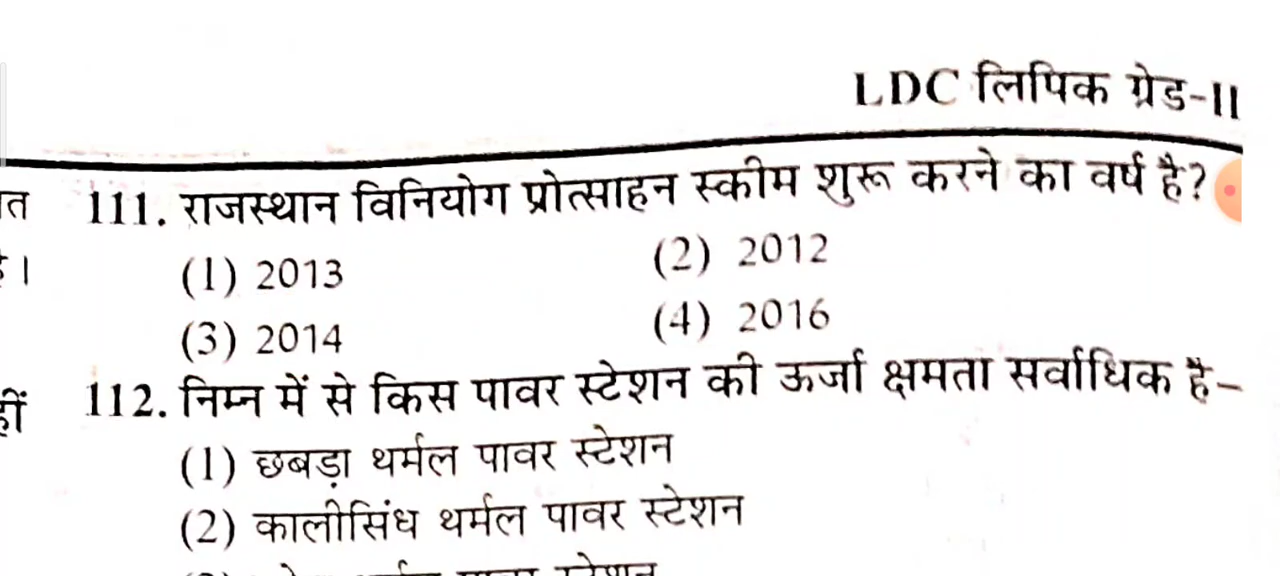 LDC लिपिक ग्रेड-II
त
111. राजस्थान विनियोग प्रोत्साहन स्कीम शुरू करने का वर्ष है?
है।
(1) 2013 (2) 2012
(3) 2014 (4) 2016
हीं
112. निम्न में से किस पावर स्टेशन की ऊर्जा क्षमता सर्वाधिक है–
(1) छबड़ा थर्मल पावर स्टेशन
(2) कालीसिंध थर्मल पावर स्टेशन